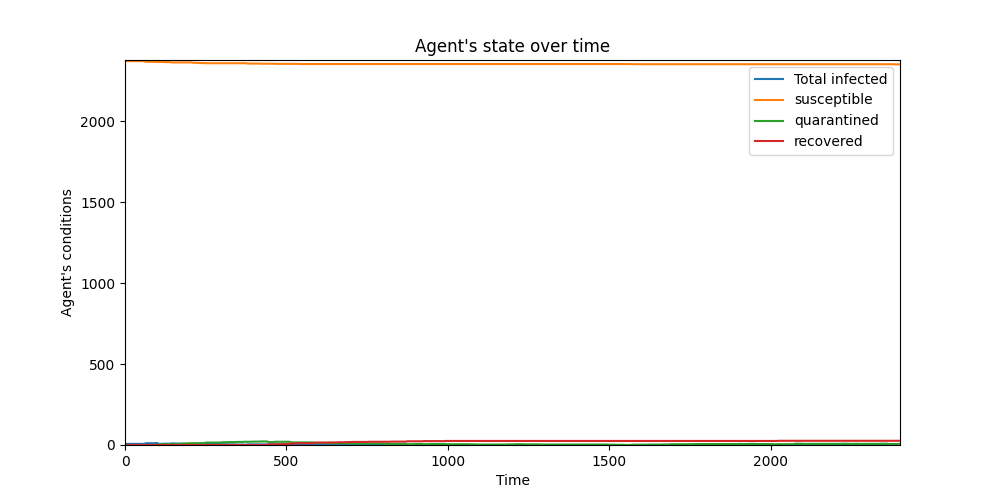 Agent's state over time
Total infected
susceptible
quarantined
recovered
Agent's conditions
2000
1500
1000
500
0
0 500 1000 1500 2000
Time